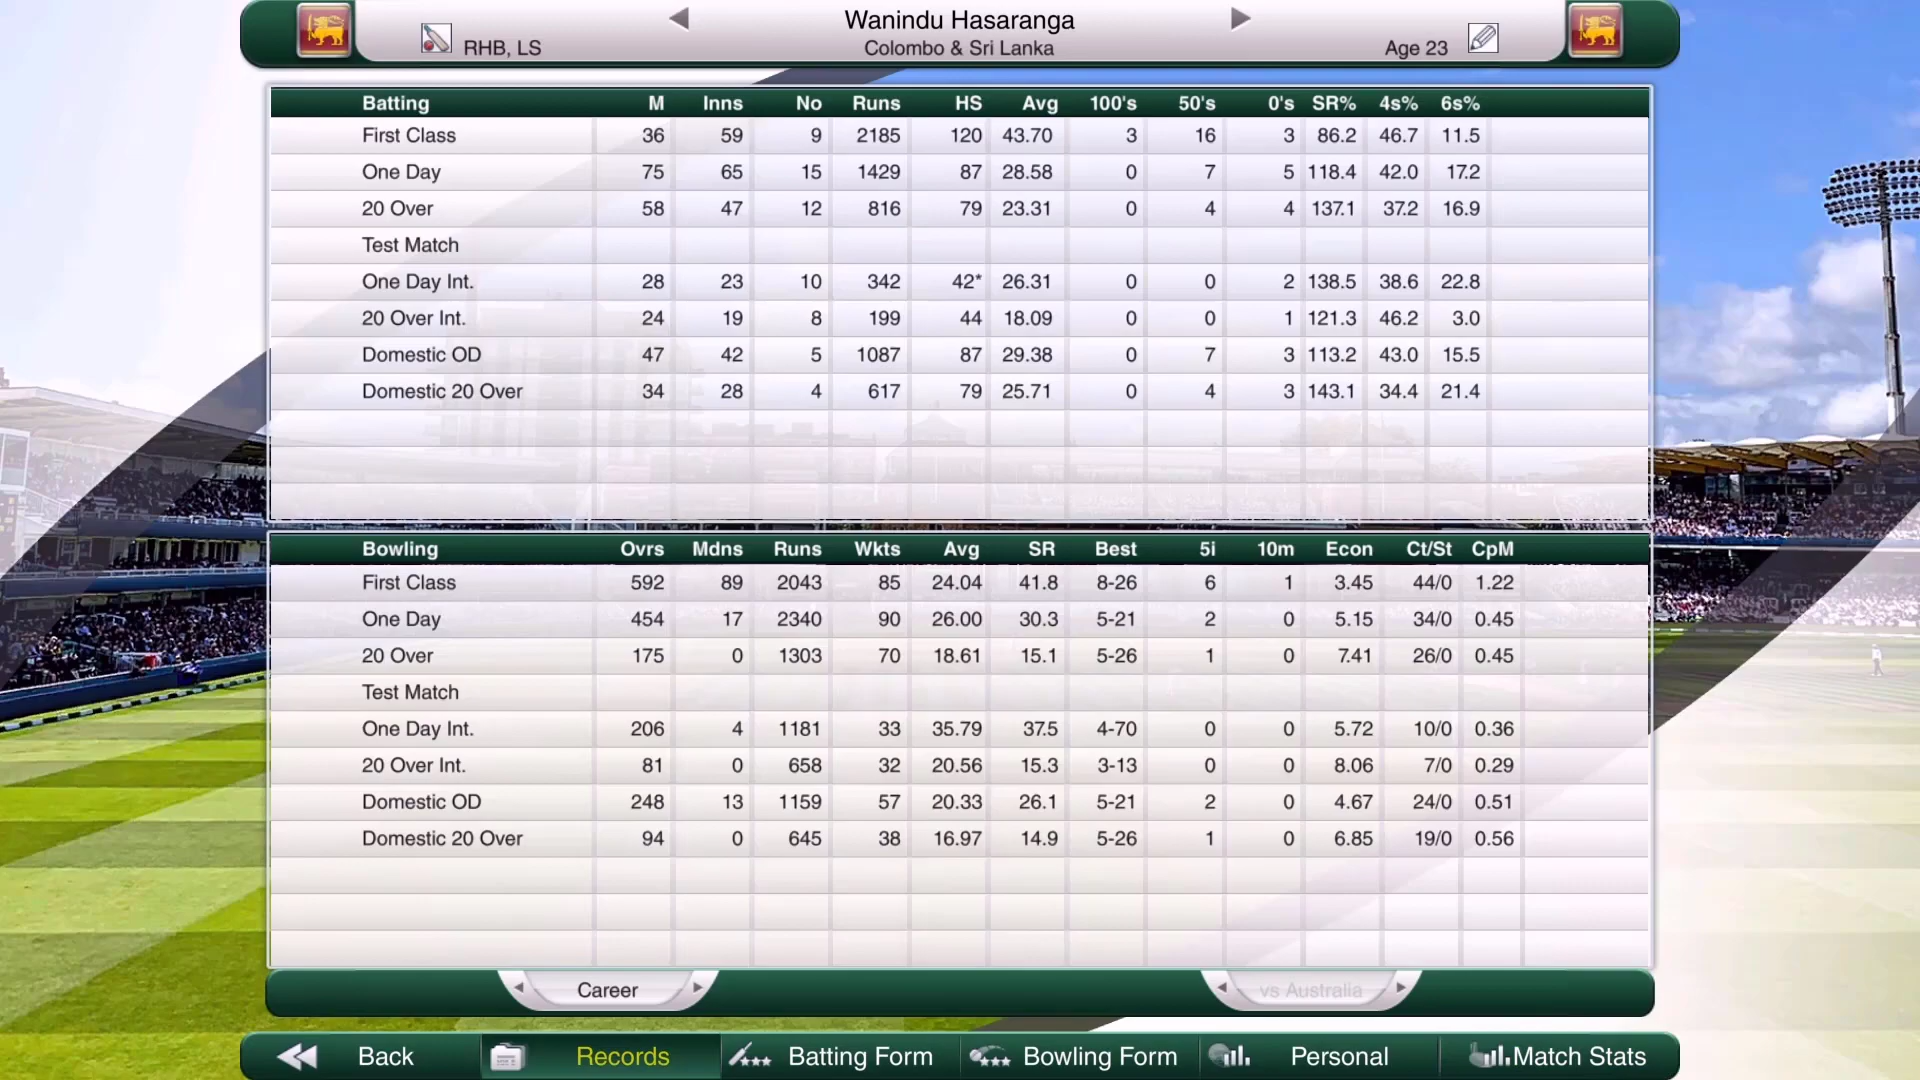 Wanindu Hasaranga
RHB, LS
Colombo & Sri Lanka
Age 23
Batting M Inns No Runs HS Avg 100's 50's 0's SR% 4s% 6s%
First Class 36 59 9 2185 120 43.70 3 16 3 86.2 46.7 11.5
One Day 75 65 15 1429 87 28.58 0 7 5 118.4 42.0 17.2
20 Over 58 47 12 816 79 23.31 0 4 4 137.1 37.2 16.9
Test Match
One Day Int. 28 23 10 342 42* 26.31 0 0 2 138.5 38.6 22.8
20 Over Int. 24 19 8 199 44 18.09 0 0 1 121.3 46.2 3.0
Domestic OD 47 42 5 1087 87 29.38 0 7 3 113.2 43.0 15.5
Domestic 20 Over 34 28 4 617 79 25.71 0 4 3 143.1 34.4 21.4
Bowling Ovrs Mdns Runs Wkts Avg SR Best 5i 10m Econ Ct/St CpM
First Class 592 89 2043 85 24.04 41.8 8-26 6 1 3.45 44/0 1.22
One Day 454 17 2340 90 26.00 30.3 5-21 2 0 5.15 34/0 0.45
20 Over 175 0 1303 70 18.61 15.1 5-26 1 0 7.41 26/0 0.45
Test Match
One Day Int. 206 4 1181 33 35.79 37.5 4-70 0 0 5.72 10/0 0.36
20 Over Int. 81 0 658 32 20.56 15.3 3-13 0 0 8.06 7/0 0.29
Domestic OD 248 13 1159 57 20.33 26.1 5-21 2 0 4.67 24/0 0.51
Domestic 20 Over 94 0 645 38 16.97 14.9 5-26 1 0 6.85 19/0 0.56
Career vs Australia
Back Records Batting Form Bowling Form Personal Match Stats